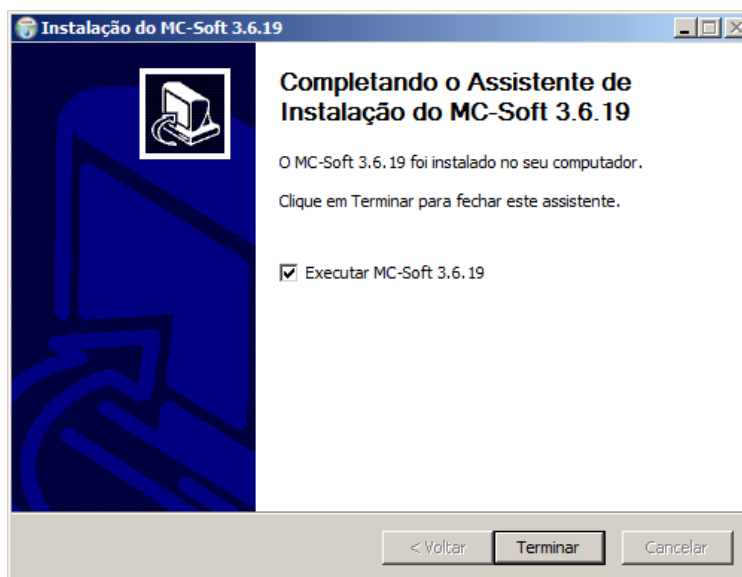 Instalação do MC-Soft 3.6.19
Completando o Assistente de
Instalação do MC-Soft 3.6.19
O MC-Soft 3.6.19 foi instalado no seu computador.
Clique em Terminar para fechar este assistente.
Executar MC-Soft 3.6.19
< Voltar
Terminar
Cancelar